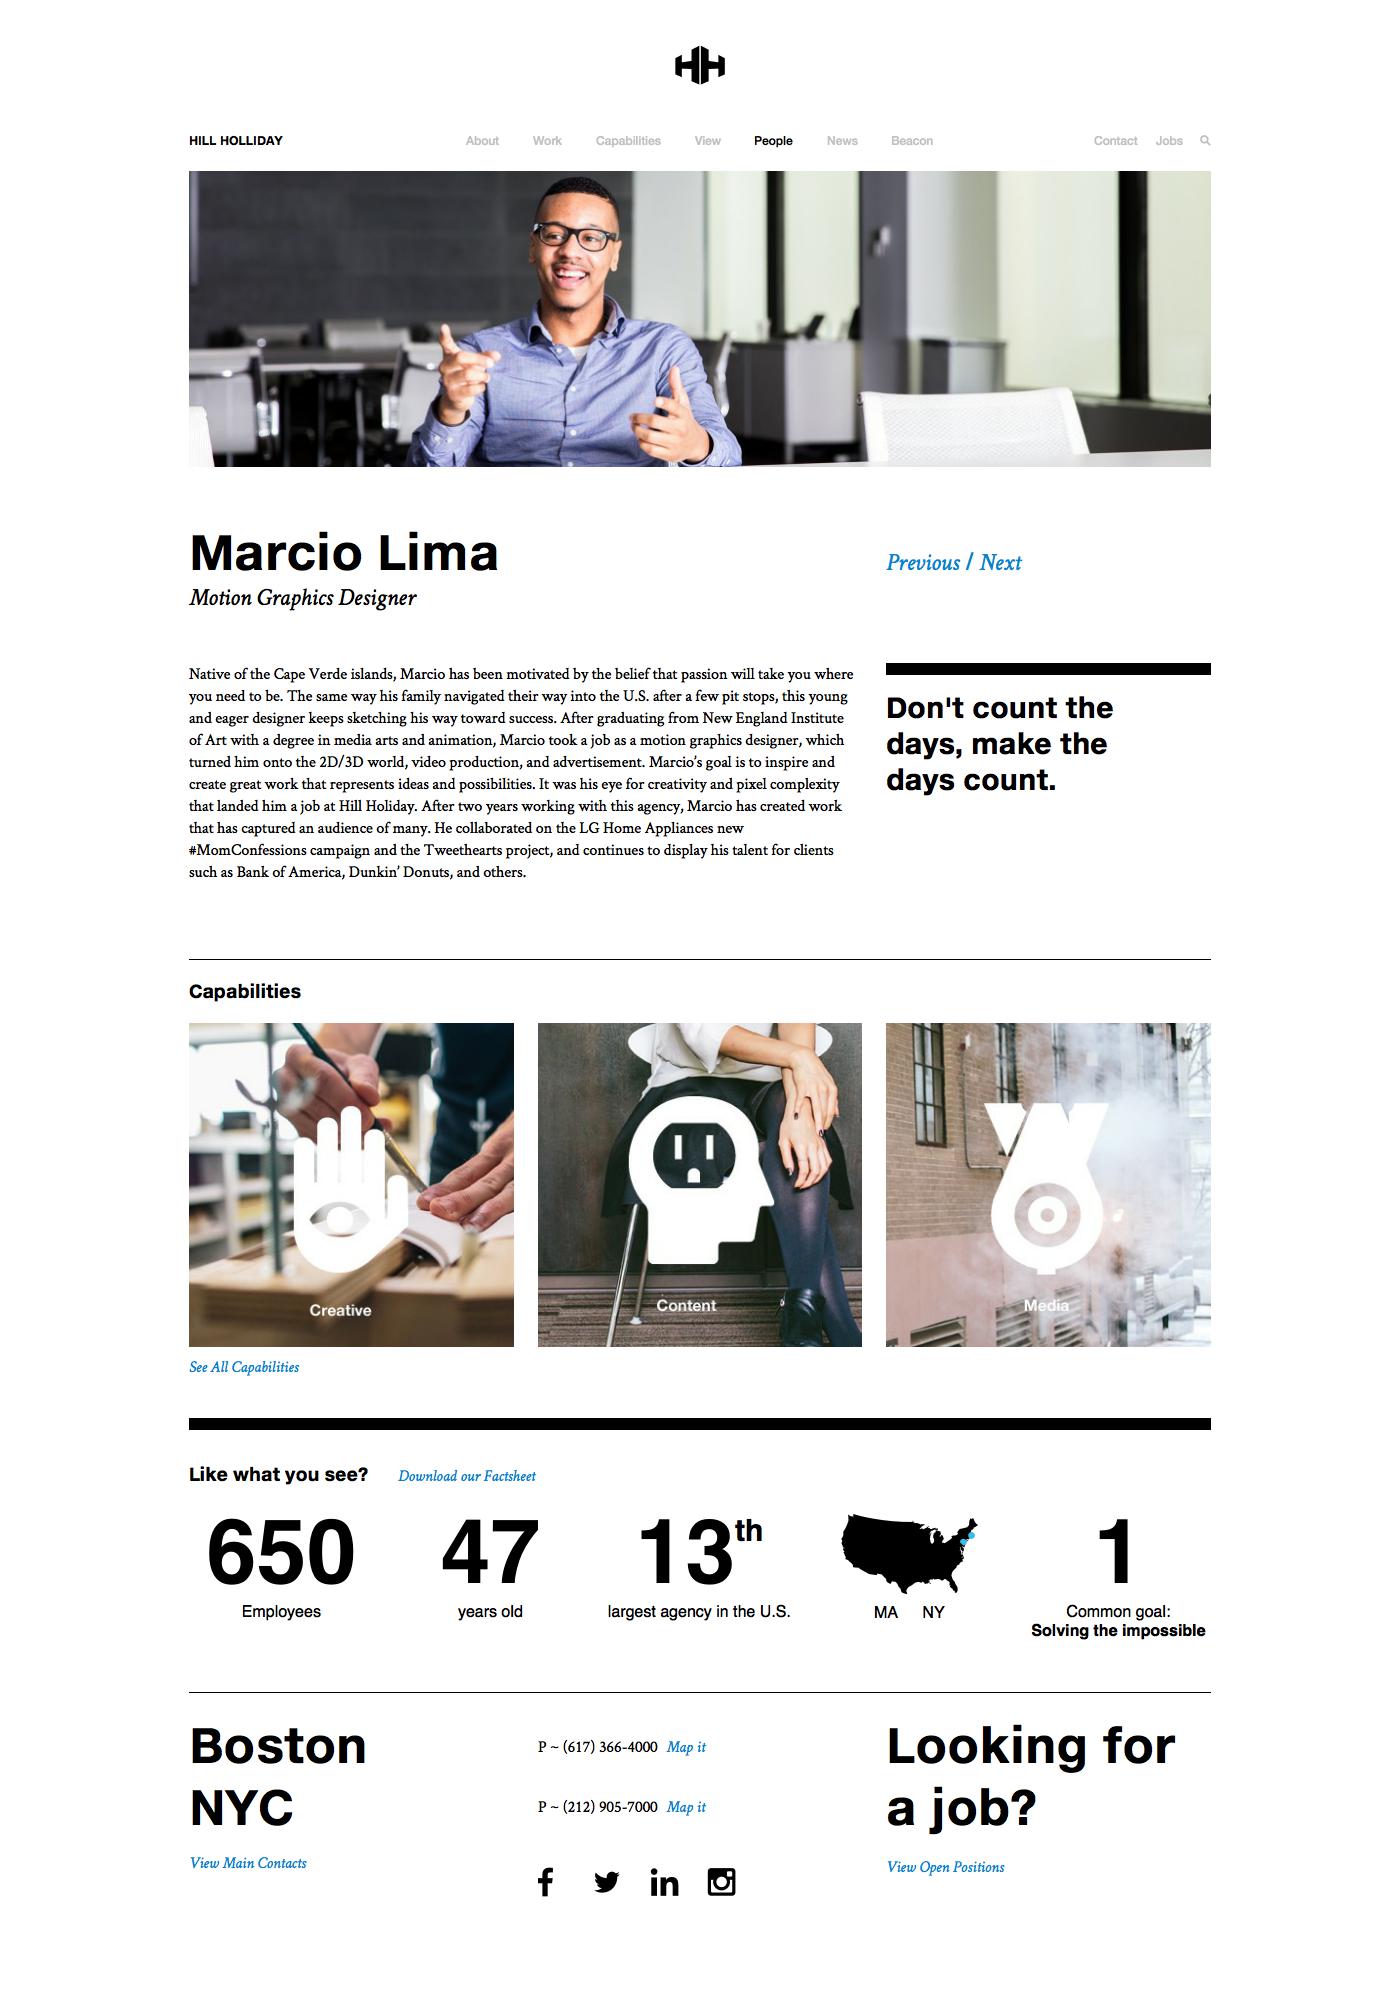 HILL HOLLIDAY
About Work Capabilities View People News Beacon
Contact Jobs
Marcio Lima
Motion Graphics Designer
Previous / Next
Native of the Cape Verde islands, Marcio has been motivated by the belief that passion will take you where
you need to be. The same way his family navigated their way into the U.S. after a few pit stops, this young
and eager designer keeps sketching his way toward success. After graduating from New England Institute
of Art with a degree in media arts and animation, Marcio took a job as a motion graphics designer, which
turned him onto the 2D/3D world, video production, and advertisement. Marcio’s goal is to inspire and
create great work that represents ideas and possibilities. It was his eye for creativity and pixel complexity
that landed him a job at Hill Holiday. After two years working with this agency, Marcio has created work
that has captured an audience of many. He collaborated on the LG Home Appliances new
#MomConfessions campaign and the Tweethearts project, and continues to display his talent for clients
such as Bank of America, Dunkin’ Donuts, and others.
Don't count the
days, make the
days count.
Capabilities
Creative
Content
Media
See All Capabilities
Like what you see? Download our Factsheet
650
Employees
47
years old
13th
largest agency in the U.S.
MA NY
1
Common goal:
Solving the impossible
Boston
NYC
View Main Contacts
P ~ (617) 366-4000 Map it
P ~ (212) 905-7000 Map it
Looking for
a job?
View Open Positions